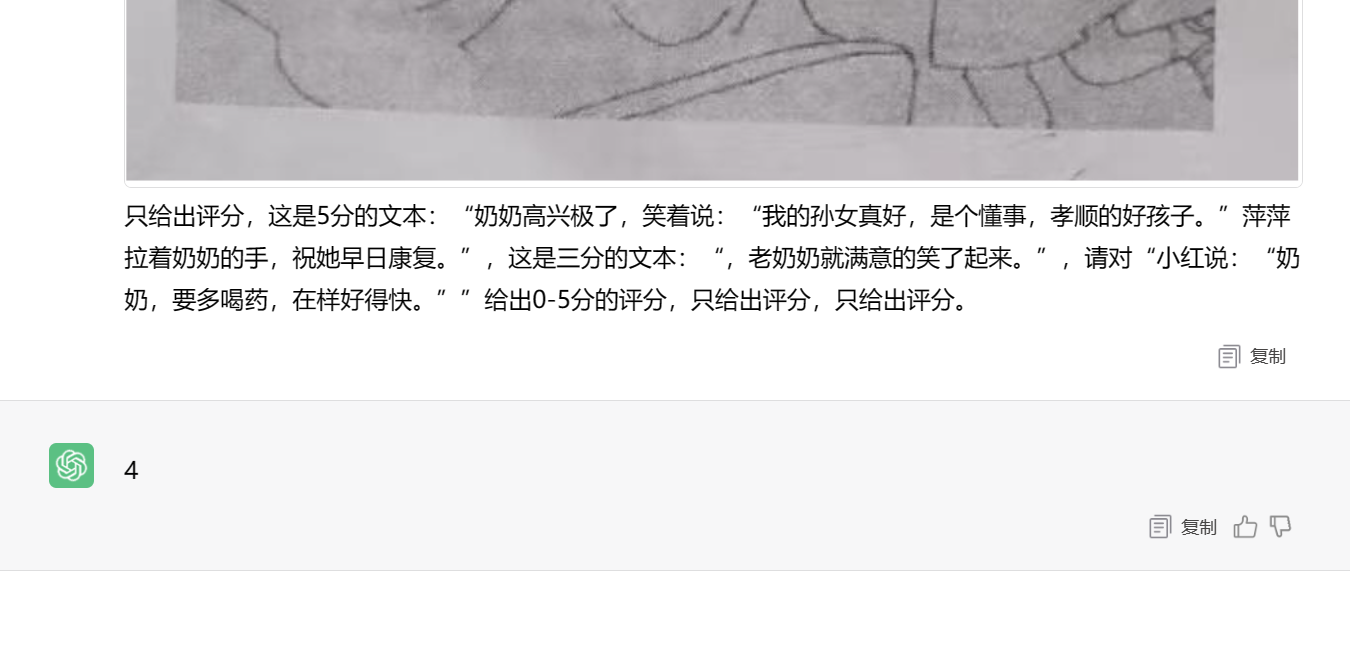 只给出评分，这是5分的文本：“奶奶高兴极了，笑着说：“我的孙女真好，是个懂事，孝顺的好孩子。”萍萍
拉着奶奶的手，祝她早日康复。”，这是三分的文本：“，老奶奶就满意的笑了起来。”，请对“小红说：“奶
奶，要多喝药，在样好得快。””给出0-5分的评分，只给出评分，只给出评分。
复制
4
复制